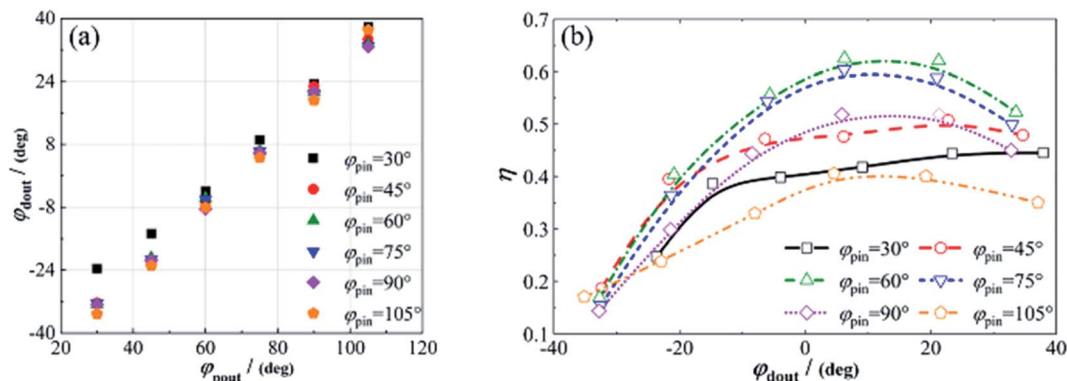 (a)
40
24
8
-8
-24
-40
φdout / (deg)
20
40
60
80
100
120
φpout / (deg)
φpin=30°
φpin=45°
φpin=60°
φpin=75°
φpin=90°
φpin=105°
(b)
0.7
0.6
0.5
0.4
0.3
0.2
0.1
η
-40
-20
0
20
40
φdout / (deg)
φpin=30°
φpin=45°
φpin=60°
φpin=75°
φpin=90°
φpin=105°